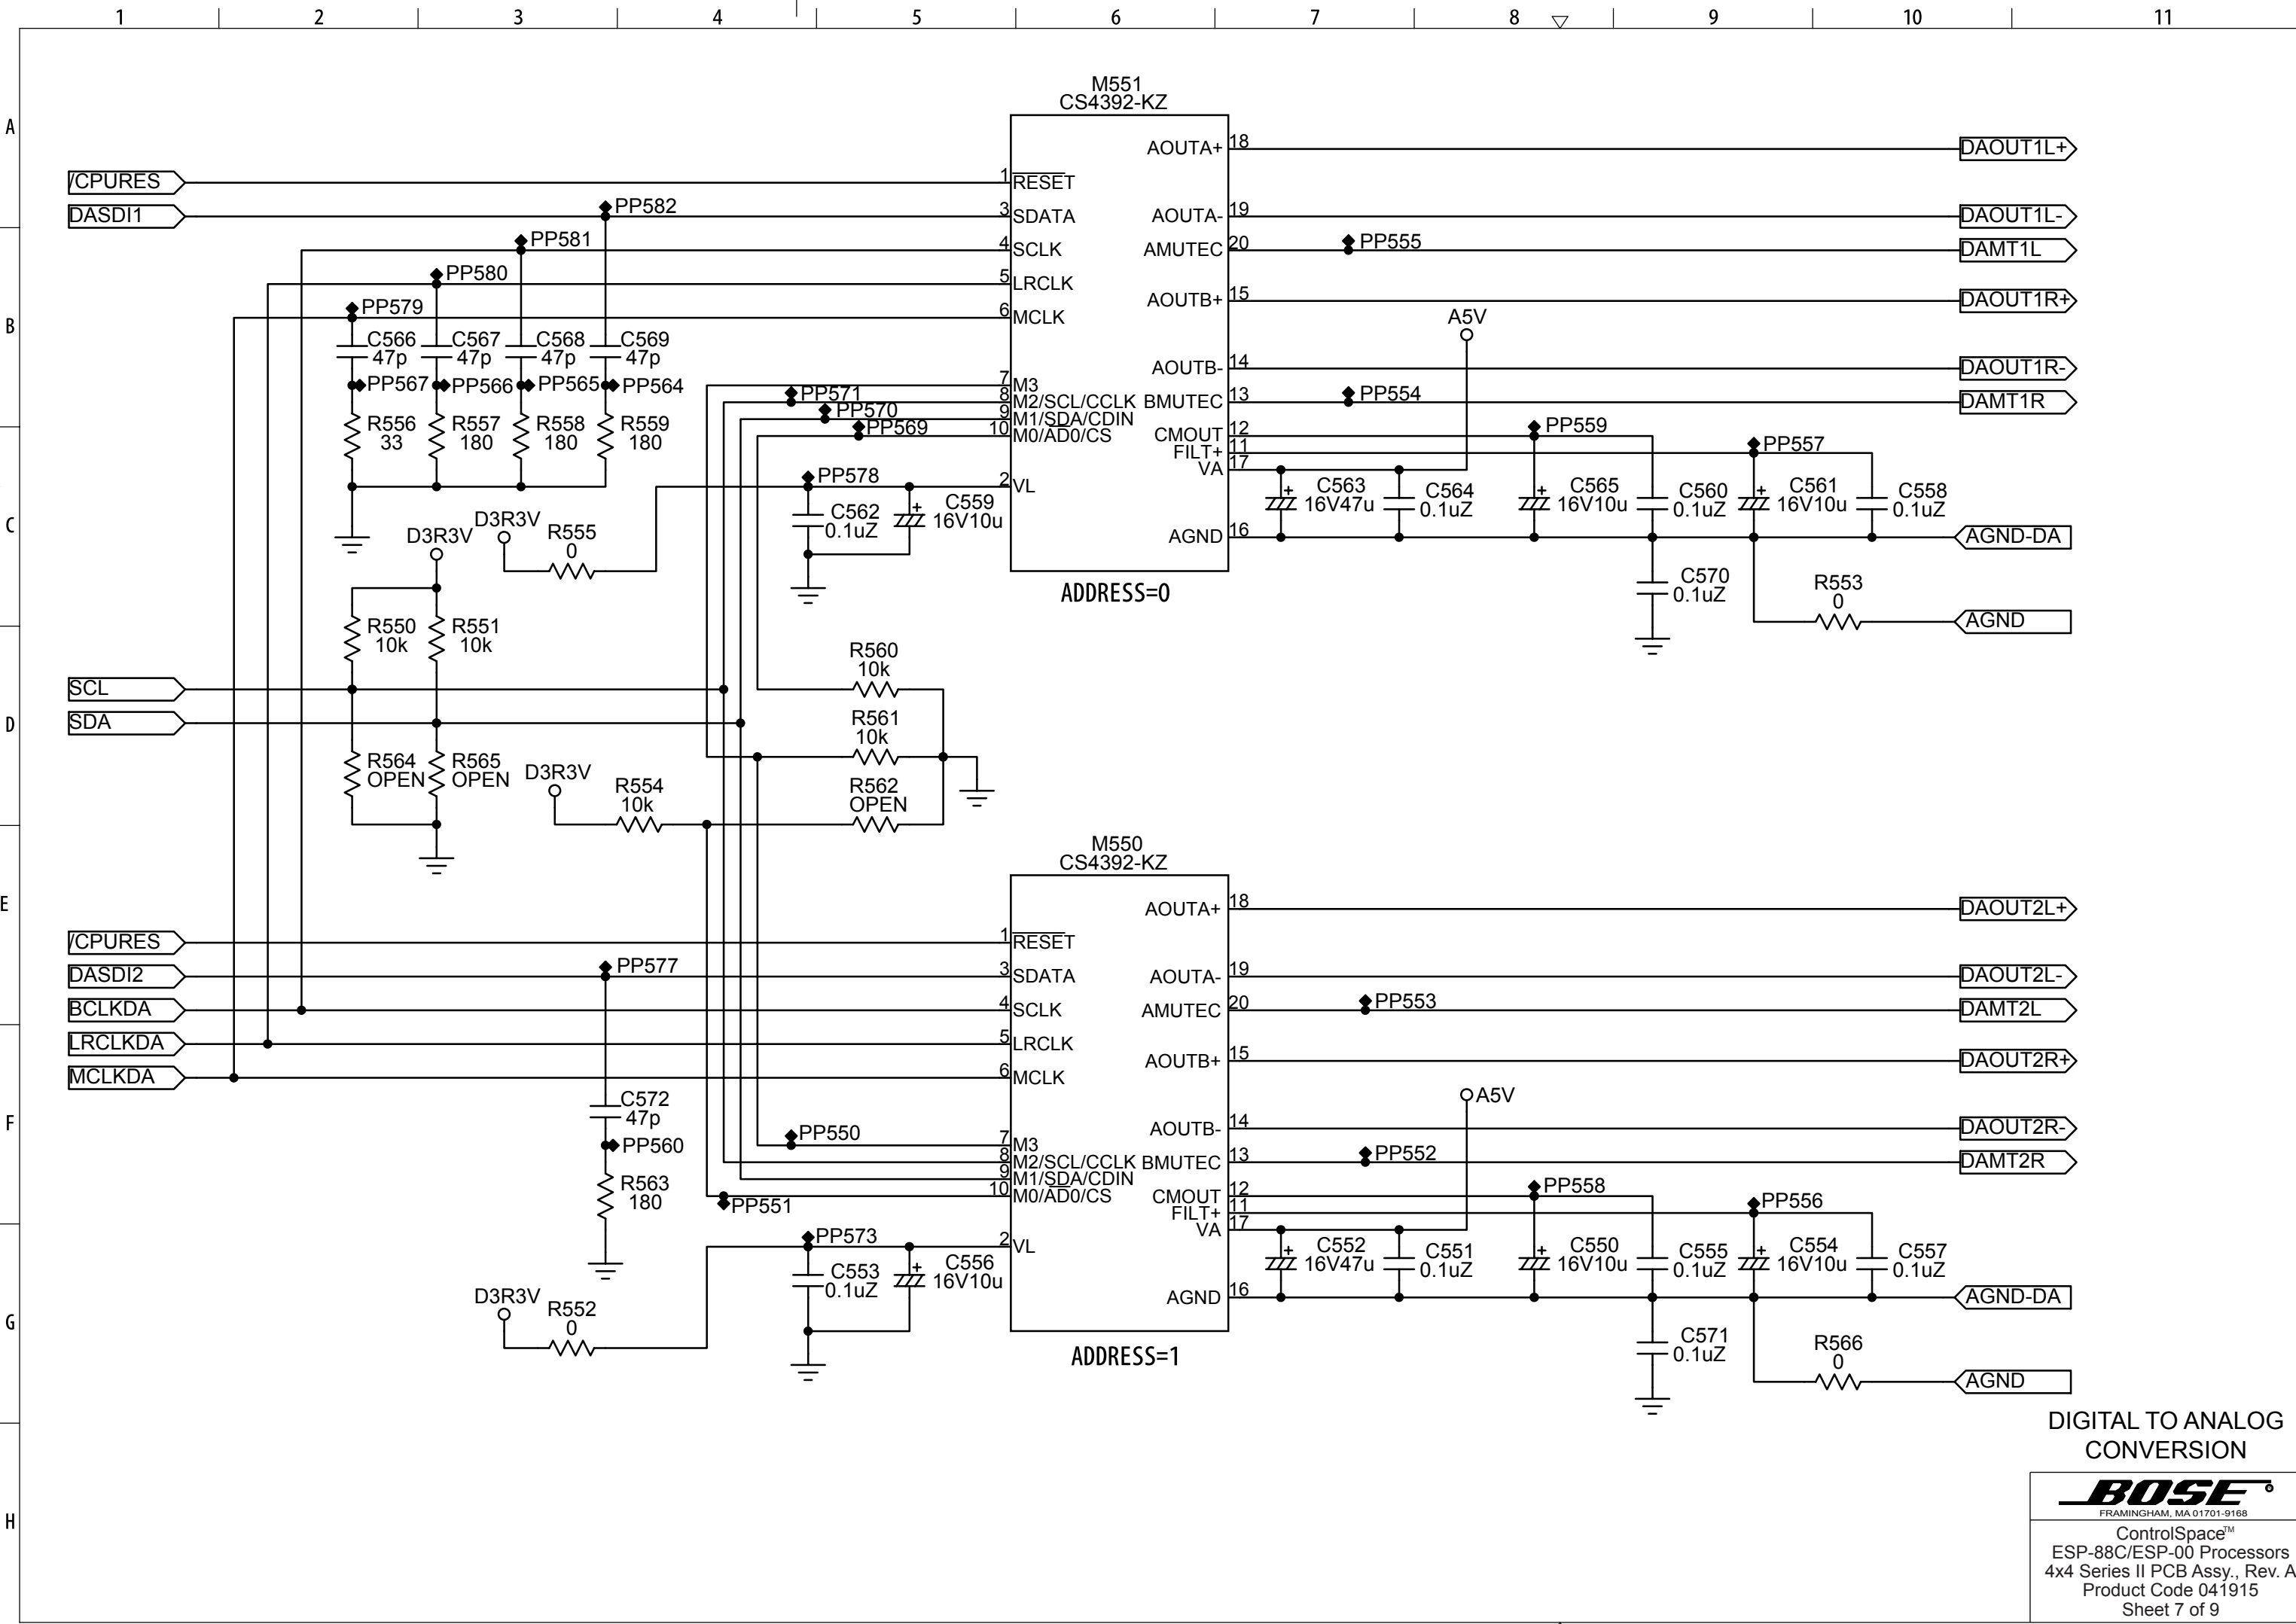 1 2 3 4 5 6 7 8 9 10 11
A
B
C
D
E
F
G
H
M551
CS4392-KZ
/CPURES
DASDI1
PP582
PP581
PP580
PP579
C566
47p
C567
47p
C568
47p
C569
47p
PP567
PP566
PP565
PP564
R556
33
R557
180
R558
180
R559
180
1 RESET
3 SDATA
4 SCLK
5 LRCLK
6 MCLK
7 M3
8 M2/SCL/CCLK
9 M1/SDA/CDIN
10 M0/AD0/CS
2 VL
AOUTA+ 18
AOUTA- 19
AMUTEC 20
AOUTB+ 15
AOUTB- 14
BMUTEC 13
CMOUT 12
FILT+ 11
VA 17
AGND 16
PP571
PP570
PP569
PP578
C562
0.1uZ
C559
16V10u
D3R3V
R555
0
D3R3V
R550
10k
R551
10k
PP555
PP554
A5V
PP559
PP557
C563
16V47u
C564
0.1uZ
C565
16V10u
C560
0.1uZ
C561
16V10u
C558
0.1uZ
C570
0.1uZ
R553
0
DAOUT1L+
DAOUT1L-
DAMT1L
DAOUT1R+
DAOUT1R-
DAMT1R
AGND-DA
AGND
ADDRESS=0
SCL
SDA
R564
OPEN
R565
OPEN
D3R3V
R554
10k
R560
10k
R561
10k
R562
OPEN
M550
CS4392-KZ
/CPURES
DASDI2
BCLKDA
LRCLKDA
MCLKDA
PP577
C572
47p
PP560
R563
180
PP550
PP551
1 RESET
3 SDATA
4 SCLK
5 LRCLK
6 MCLK
7 M3
8 M2/SCL/CCLK
9 M1/SDA/CDIN
10 M0/AD0/CS
2 VL
AOUTA+ 18
AOUTA- 19
AMUTEC 20
AOUTB+ 15
AOUTB- 14
BMUTEC 13
CMOUT 12
FILT+ 11
VA 17
AGND 16
PP573
C553
0.1uZ
C556
16V10u
D3R3V
R552
0
PP553
PP552
A5V
PP558
PP556
C552
16V47u
C551
0.1uZ
C550
16V10u
C555
0.1uZ
C554
16V10u
C557
0.1uZ
C571
0.1uZ
R566
0
DAOUT2L+
DAOUT2L-
DAMT2L
DAOUT2R+
DAOUT2R-
DAMT2R
AGND-DA
AGND
ADDRESS=1
DIGITAL TO ANALOG
CONVERSION
BOSE®
FRAMINGHAM, MA 01701-9168
ControlSpace™
ESP-88C/ESP-00 Processors
4x4 Series II PCB Assy., Rev. A
Product Code 041915
Sheet 7 of 9